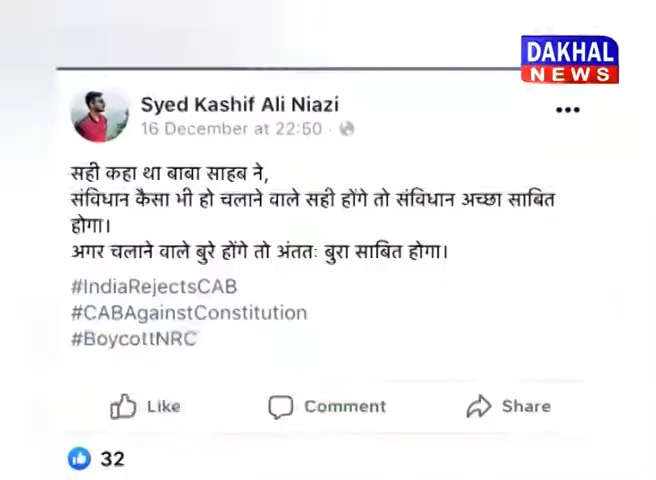 DAKHAL
NEWS
Syed Kashif Ali Niazi
16 December at 22:50
सही कहा था बाबा साहब ने,
संविधान कैसा भी हो चलाने वाले सही होंगे तो संविधान अच्छा साबित
होगा।
अगर चलाने वाले बुरे होंगे तो अंततः बुरा साबित होगा।
#IndiaRejectsCAB
#CABAgainstConstitution
#BoycottNRC
Like Comment Share
32